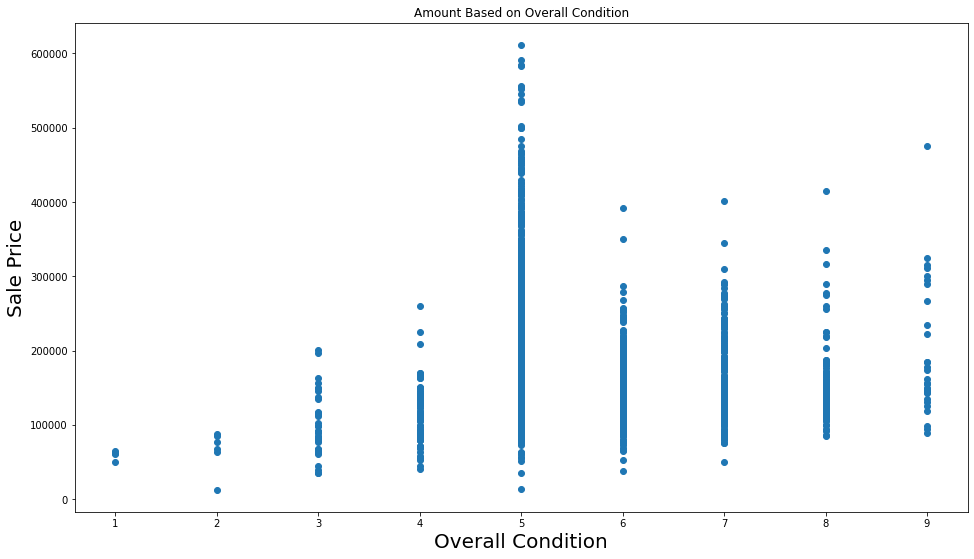 Amount Based on Overall Condition
600000
500000
400000
300000
200000
100000
0
Sale Price
1 2 3 4 5 6 7 8 9
Overall Condition